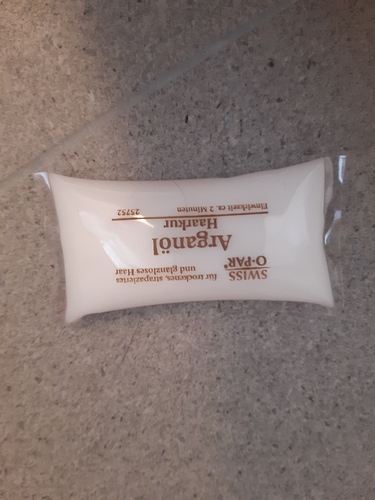 SWISS
O·PAR®
für trockenes, strapaziertes
und glanzloses Haar
Arganöl
Haarkur
Einwirkzeit ca. 2 Minuten
25752